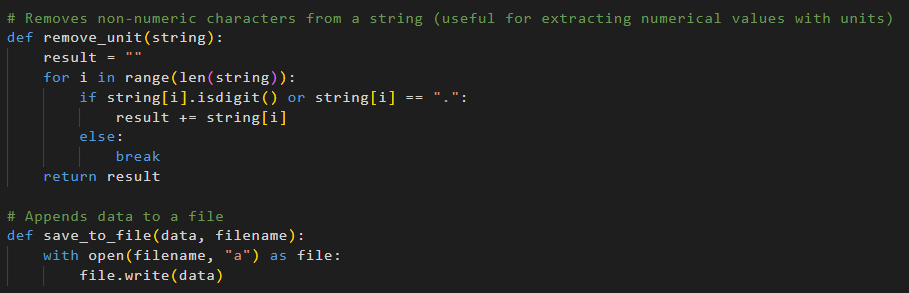 # Removes non-numeric characters from a string (useful for extracting numerical values with units)
def remove_unit(string):
    result = ""
    for i in range(len(string)):
        if string[i].isdigit() or string[i] == ".":
            result += string[i]
        else:
            break
    return result

# Appends data to a file
def save_to_file(data, filename):
    with open(filename, "a") as file:
        file.write(data)